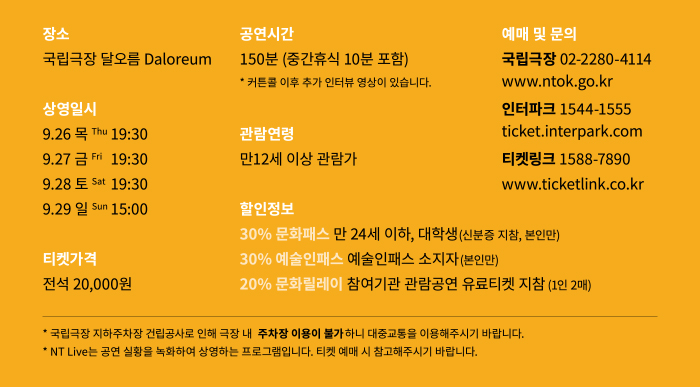 장소
국립극장 달오름 Daloreum
상영일시
9.26 목 Thu 19:30
9.27 금 Fri 19:30
9.28 토 Sat 19:30
9.29 일 Sun 15:00
티켓가격
전석 20,000원
공연시간
150분 (중간휴식 10분 포함)
* 커튼콜 이후 추가 인터뷰 영상이 있습니다.
관람연령
만12세 이상 관람가
할인정보
30% 문화패스 만 24세 이하, 대학생(신분증 지참, 본인만)
30% 예술인패스 예술인패스 소지자(본인만)
20% 문화릴레이 참여기관 관람공연 유료티켓 지참 (1인 2매)
예매 및 문의
국립극장 02-2280-4114
www.ntok.go.kr
인터파크 1544-1555
ticket.interpark.com
티켓링크 1588-7890
www.ticketlink.co.kr
* 국립극장 지하주차장 건립공사로 인해 극장 내 주차장 이용이 불가하니 대중교통을 이용해주시기 바랍니다.
* NT Live는 공연 실황을 녹화하여 상영하는 프로그램입니다. 티켓 예매 시 참고해주시기 바랍니다.